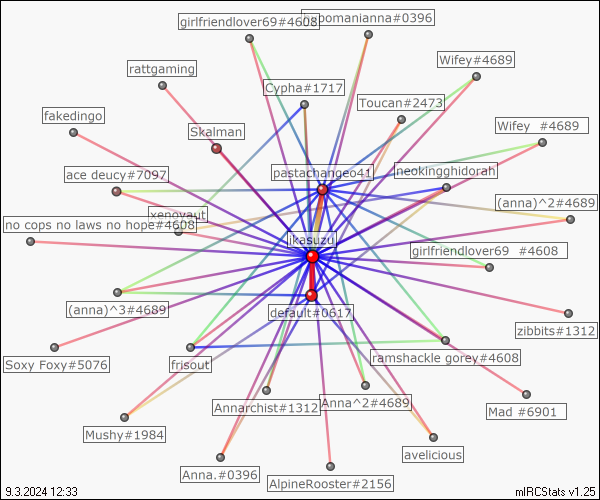 girlfriendlover69#4608
hypomanianna#0396
rattgaming
Cypha#1717
Wifey#4689
Toucan#2473
fakedingo
Skalman
Wifey #4689
ace deucy#7097
pastachangeo41
neokingghidorah
xenovaut
(anna)^2#4689
no cops no laws no hope#4608
ikasuzu
girlfriendlover69 #4608
(anna)^3#4689
default#0617
zibbits#1312
Soxy Foxy#5076
frisout
ramshackle gorey#4608
Annarchist#1312
Anna^2#4689
Mad #6901
Mushy#1984
avelicious
Anna.#0396
AlpineRooster#2156
9.3.2024 12:33
mIRCStats v1.25